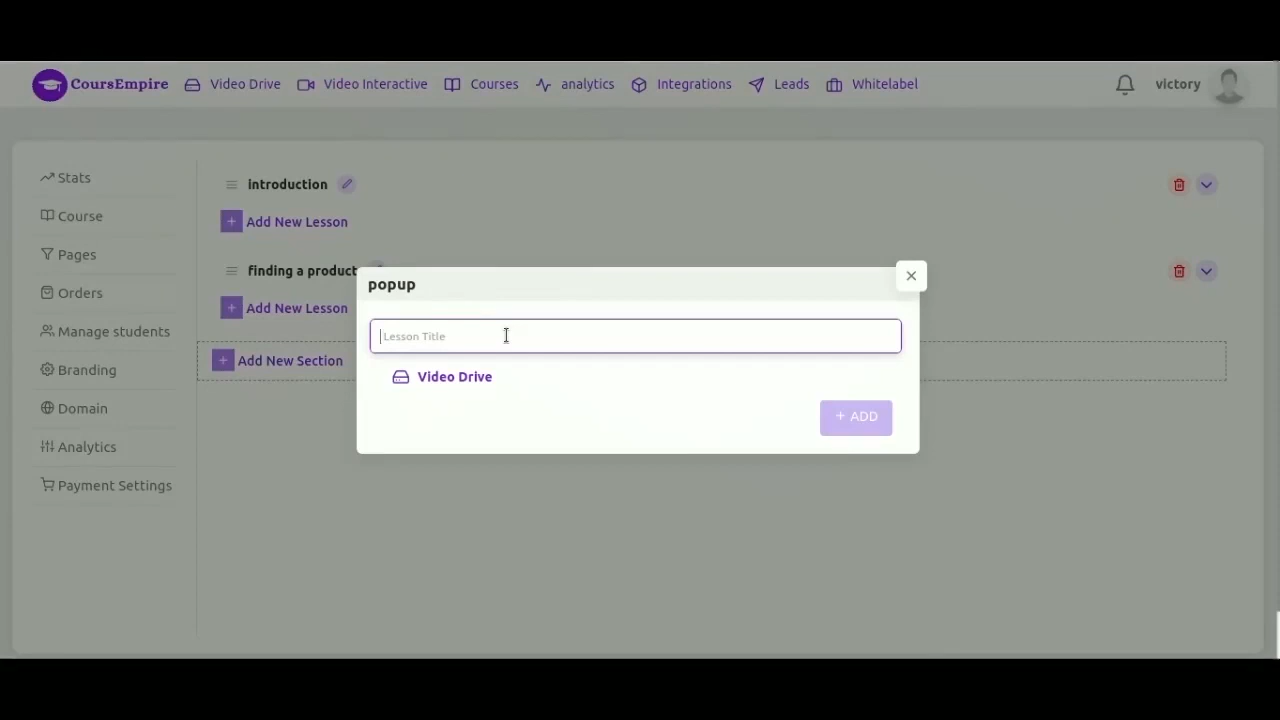 CoursEmpire Video Drive Video Interactive Courses analytics Integrations Leads Whitelabel victory
Stats
Course
Pages
Orders
Manage students
Branding
Domain
Analytics
Payment Settings
introduction
+ Add New Lesson
finding a product
+ Add New Lesson
+ Add New Section
popup
Lesson Title
Video Drive
+ ADD